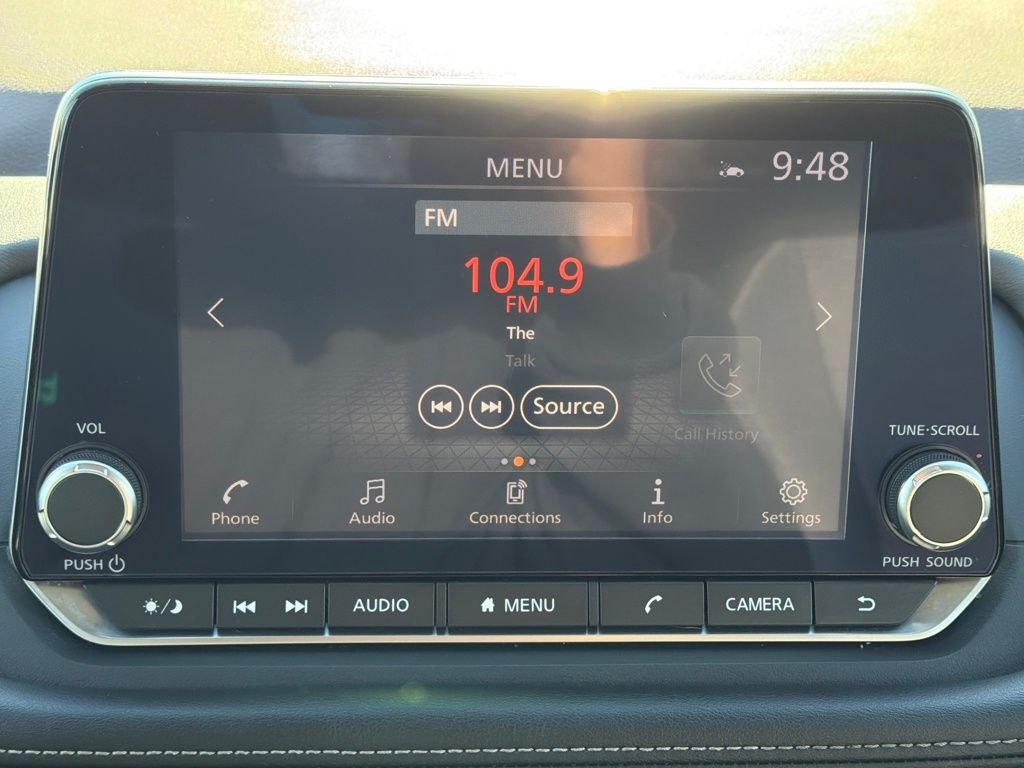 MENU
9:48
FM
104.9
FM
The
Talk
Source
Call History
VOL
TUNE·SCROLL
Phone
Audio
Connections
Info
Settings
PUSH
PUSH SOUND
AUDIO
MENU
CAMERA